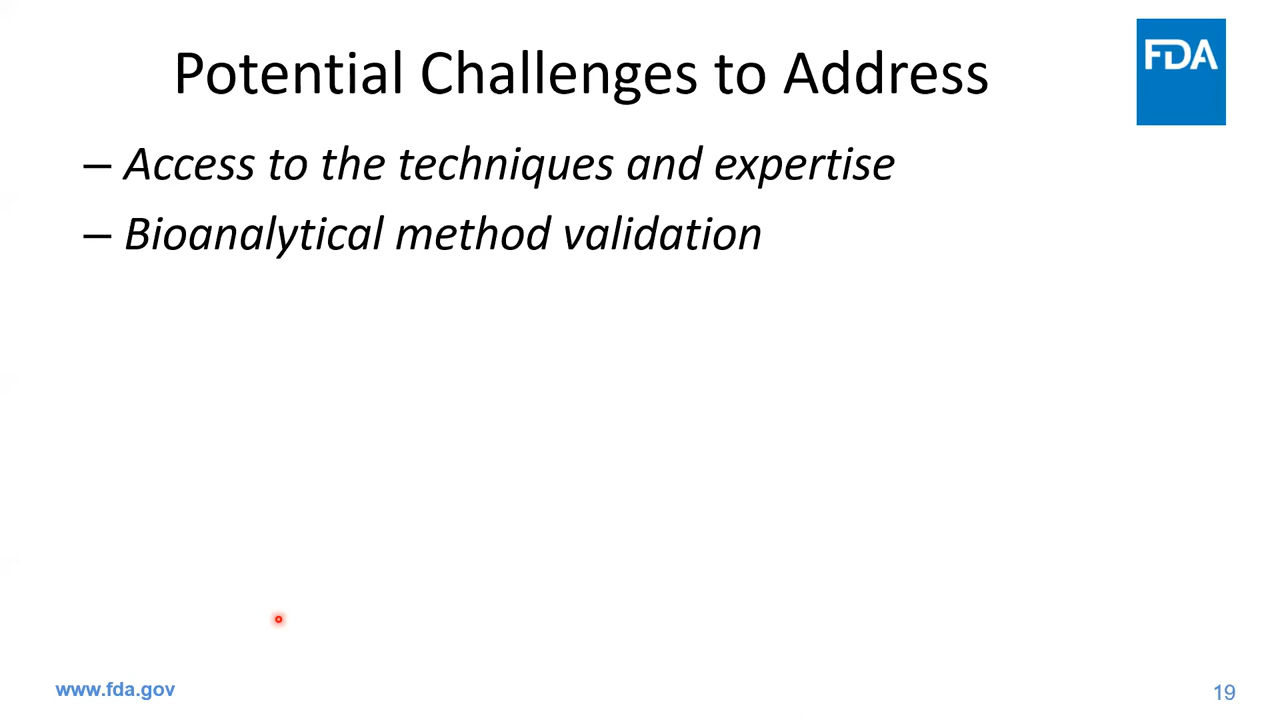 Potential Challenges to Address
FDA
– Access to the techniques and expertise
– Bioanalytical method validation
www.fda.gov
19